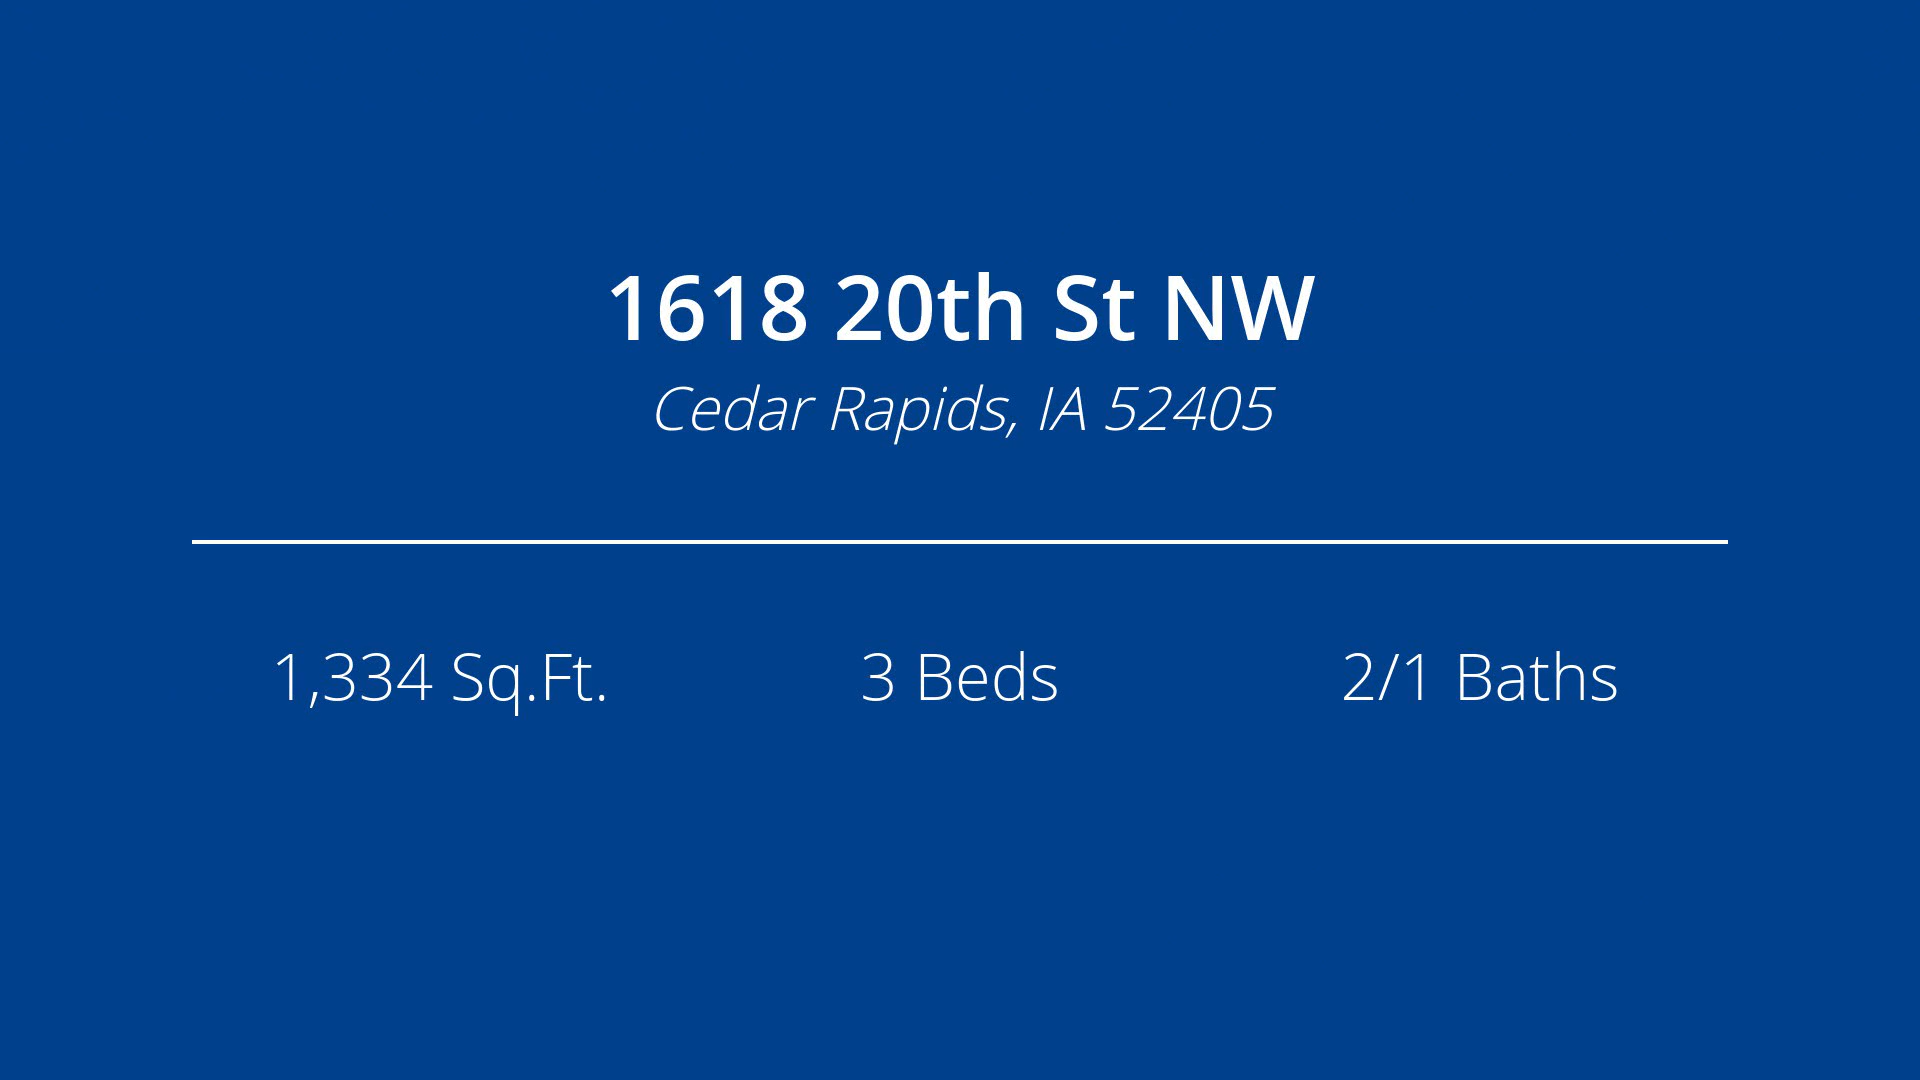 1618 20th St NW
Cedar Rapids, IA 52405
1,334 Sq.Ft. 3 Beds 2/1 Baths